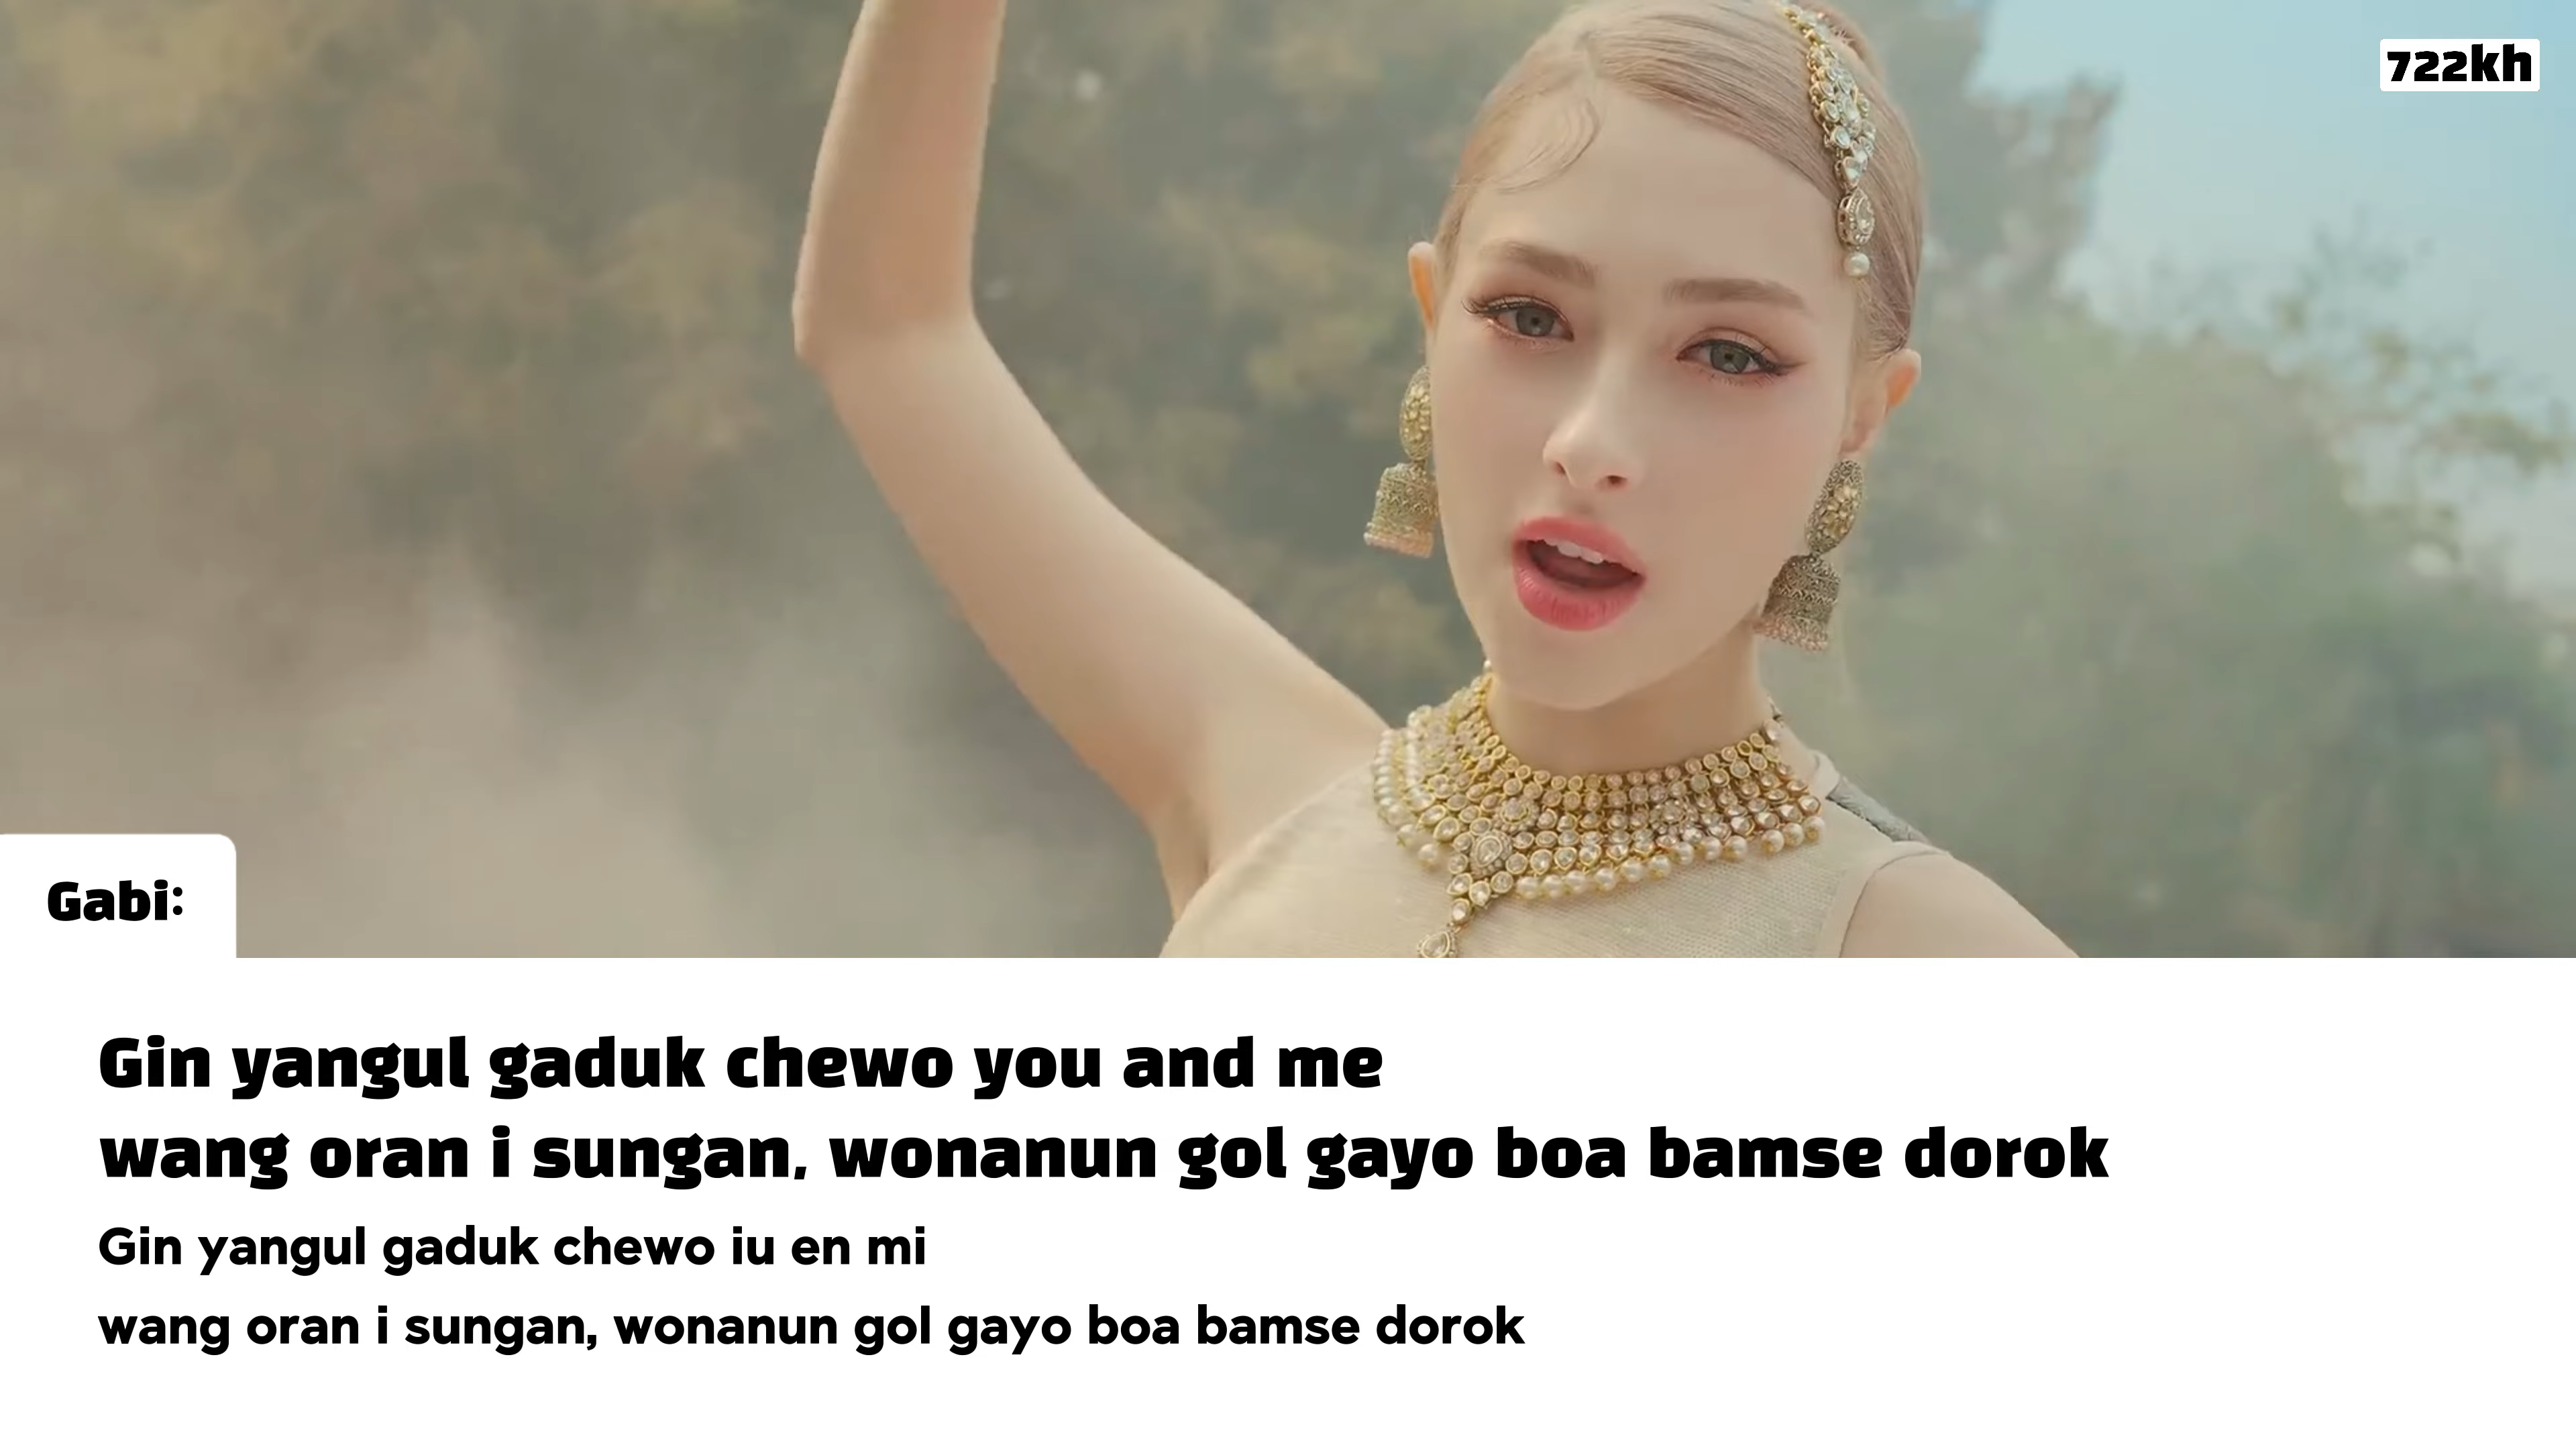 722kh
Gabi:
Gin yangul gaduk chewo you and me
wang oran i sungan, wonanun gol gayo boa bamse dorok
Gin yangul gaduk chewo iu en mi
wang oran i sungan, wonanun gol gayo boa bamse dorok